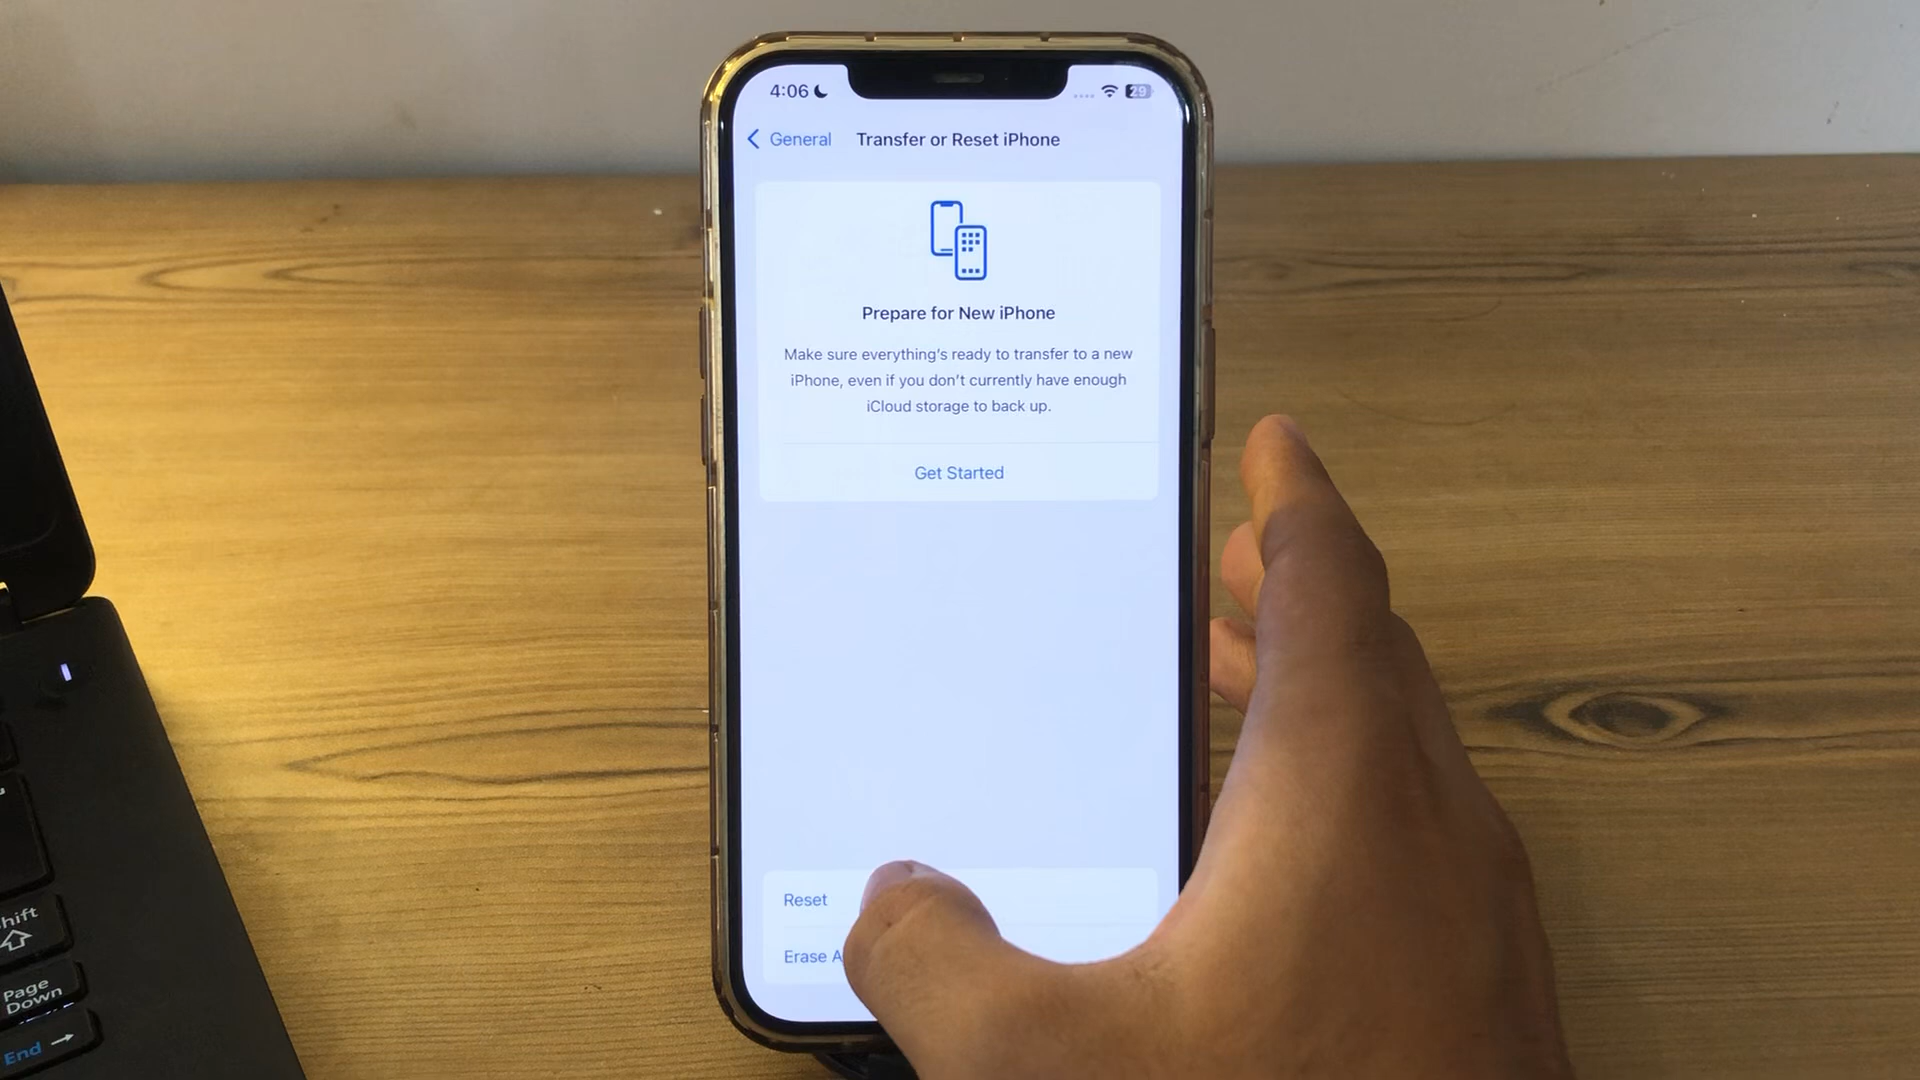 4:06
29
General
Transfer or Reset iPhone
Prepare for New iPhone
Make sure everything's ready to transfer to a new
iPhone, even if you don't currently have enough
iCloud storage to back up.
Get Started
Reset
Erase A
hift
Page
Down
End